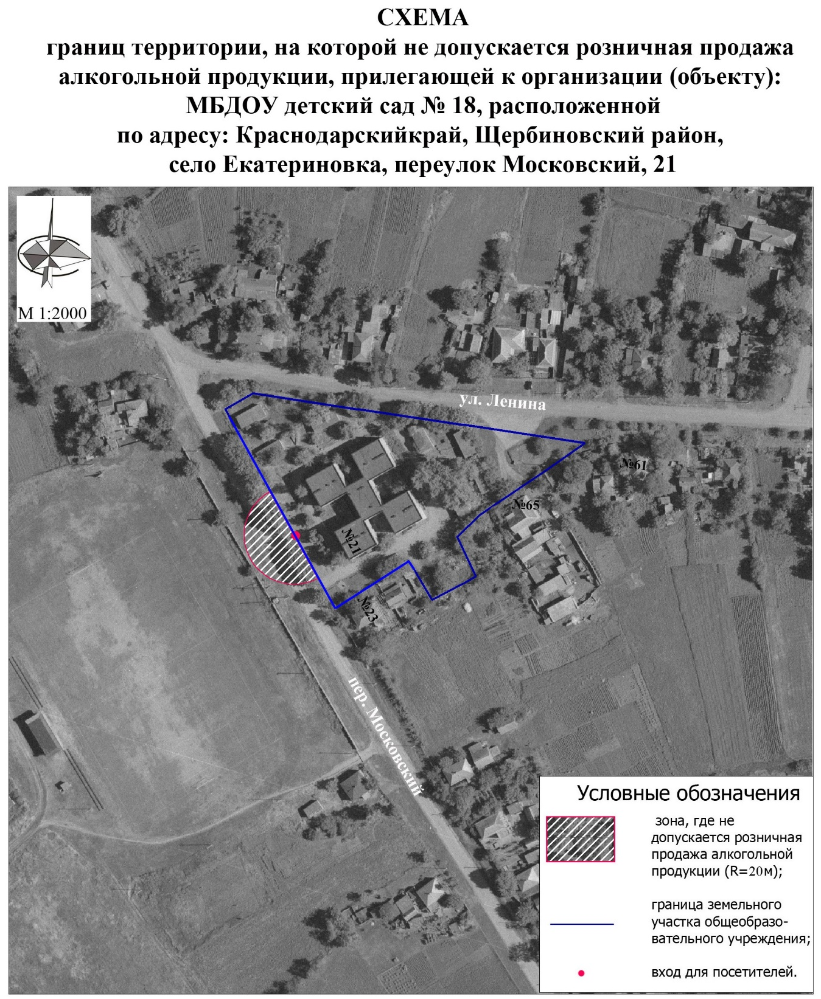 СХЕМА
границ территории, на которой не допускается розничная продажа
алкогольной продукции, прилегающей к организации (объекту):
МБДОУ детский сад № 18, расположенной
по адресу: Краснодарскийкрай, Щербиновский район,
село Екатериновка, переулок Московский, 21
М 1:2000
ул. Ленина
№61
№65
№21
№23
пер. Московский
Условные обозначения
зона, где не
допускается розничная
продажа алкогольной
продукции (R=20м);
граница земельного
участка общеобразо-
вательного учреждения;
вход для посетителей.